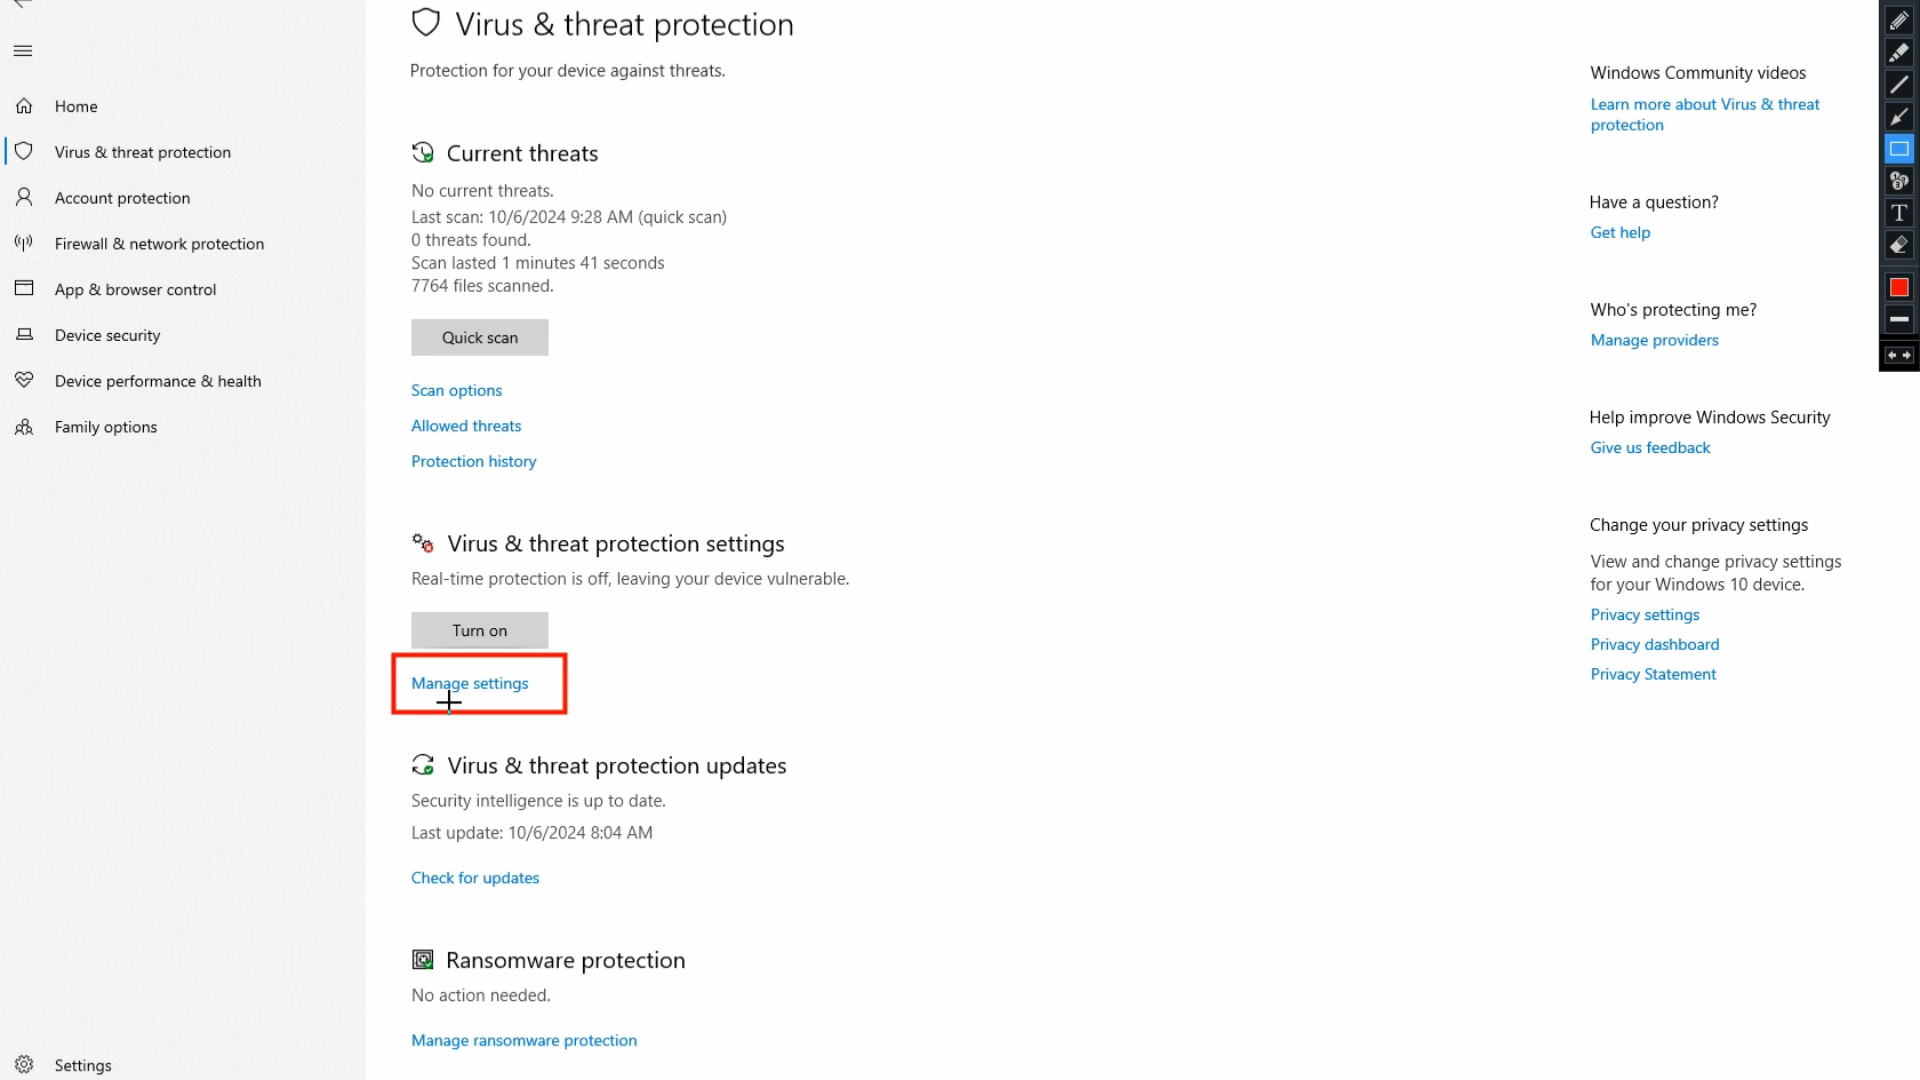 Virus & threat protection
Protection for your device against threats.
Home
Virus & threat protection
Account protection
Firewall & network protection
App & browser control
Device security
Device performance & health
Family options
Settings
Current threats
No current threats.
Last scan: 10/6/2024 9:28 AM (quick scan)
0 threats found.
Scan lasted 1 minutes 41 seconds
7764 files scanned.
Quick scan
Scan options
Allowed threats
Protection history
Virus & threat protection settings
Real-time protection is off, leaving your device vulnerable.
Turn on
Manage settings
Virus & threat protection updates
Security intelligence is up to date.
Last update: 10/6/2024 8:04 AM
Check for updates
Ransomware protection
No action needed.
Manage ransomware protection
Windows Community videos
Learn more about Virus & threat
protection
Have a question?
Get help
Who's protecting me?
Manage providers
Help improve Windows Security
Give us feedback
Change your privacy settings
View and change privacy settings
for your Windows 10 device.
Privacy settings
Privacy dashboard
Privacy Statement
T